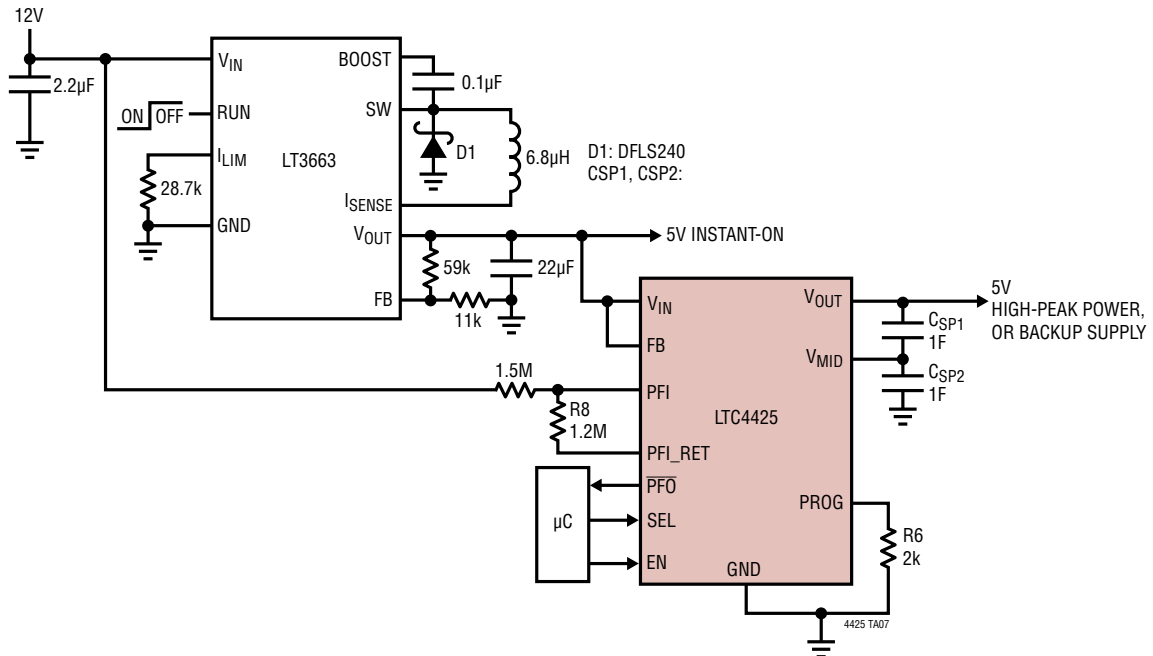 12V
2.2µF
VIN
BOOST
0.1µF
ON OFF
RUN
SW
D1
6.8µH
D1: DFLS240
CSP1, CSP2:
ILIM
LT3663
28.7k
ISENSE
GND
VOUT
5V INSTANT-ON
59k
22µF
FB
11k
VIN
VOUT
5V
HIGH-PEAK POWER,
OR BACKUP SUPPLY
CSP1
1F
FB
VMID
CSP2
1F
1.5M
PFI
R8
1.2M
LTC4425
PFI_RET
PFO
µC
SEL
PROG
EN
R6
2k
GND
4425 TA07